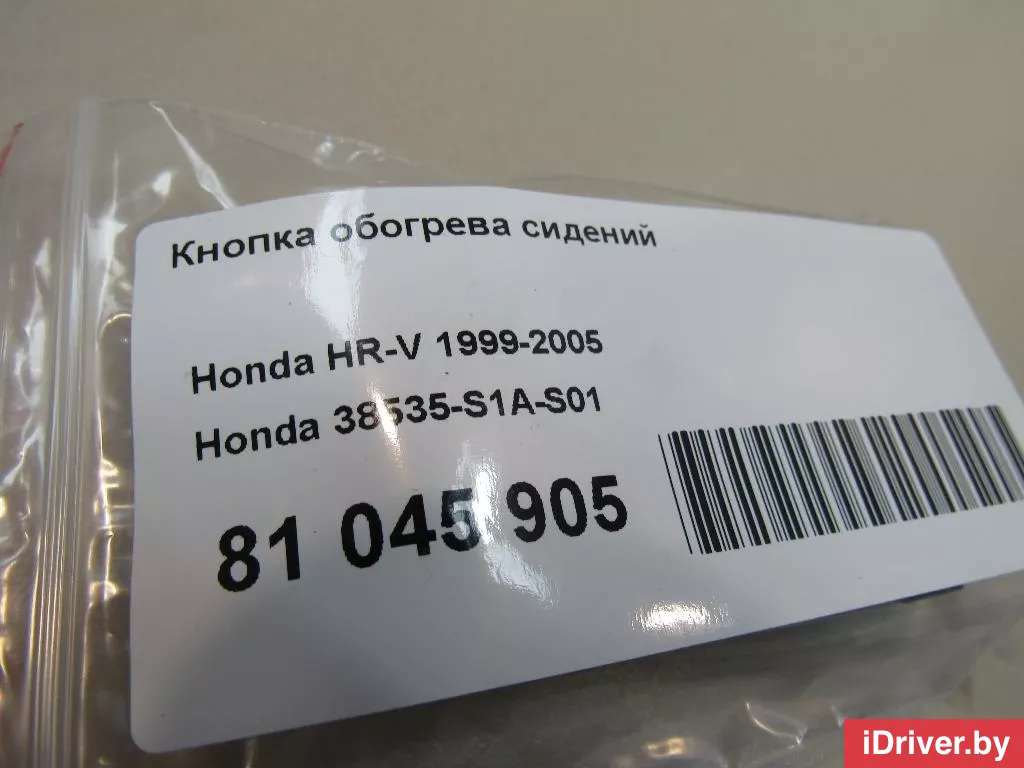 Кнопка обогрева сидений
Honda HR-V 1999-2005
Honda 38535-S1A-S01
81 045 905
iDriver.by